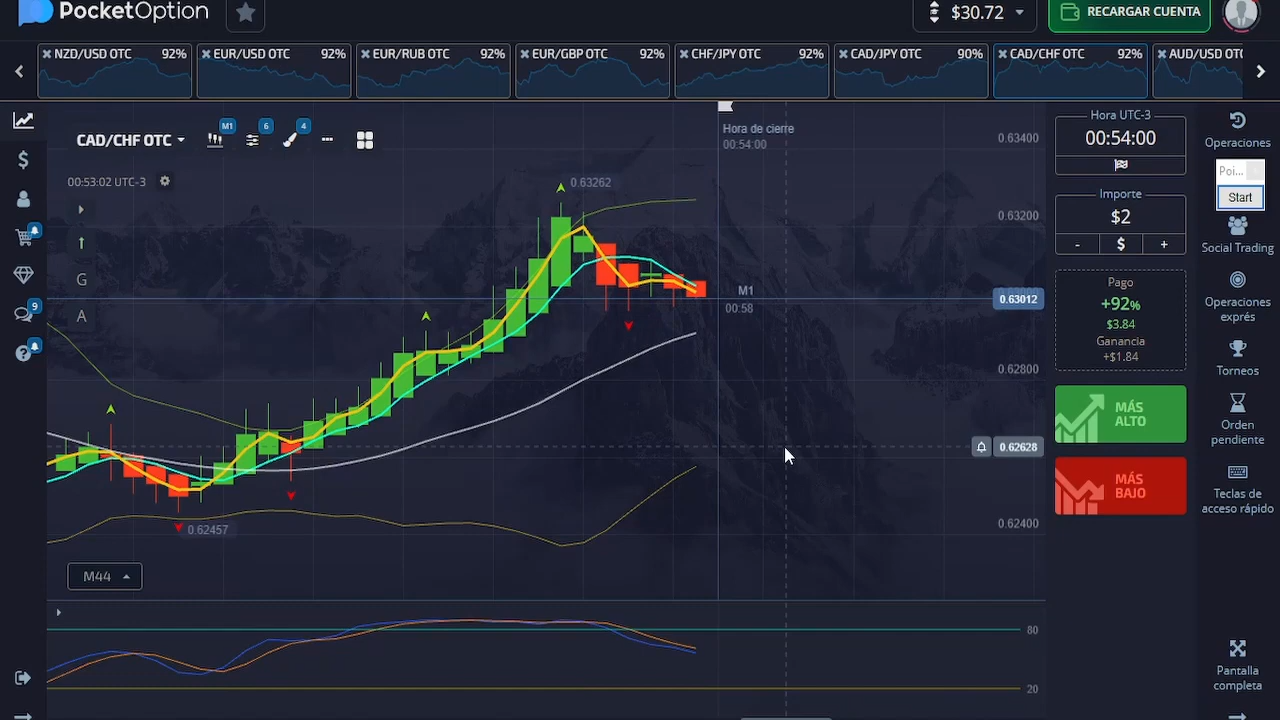 PocketOption
$30.72
RECARGAR CUENTA
NZD/USD OTC 92%
EUR/USD OTC 92%
EUR/RUB OTC 92%
EUR/GBP OTC 92%
CHF/JPY OTC 92%
CAD/JPY OTC 90%
CAD/CHF OTC 92%
AUD/USD OTC
CAD/CHF OTC
M1
6
4
00:53:02 UTC-3
G
A
0.63262
0.62457
Hora de cierre
00:54:00
M1
00:58
0.63400
0.63200
0.63012
0.62800
0.62628
0.62400
M44
80
20
Hora UTC-3
00:54:00
Importe
$2
- $ +
Pago
+92%
$3.84
Ganancia
+$1.84
MÁS
ALTO
MÁS
BAJO
9
Operaciones
Poi...
Start
Social Trading
Operaciones
exprés
Torneos
Orden
pendiente
Teclas de
acceso rápido
Pantalla
completa